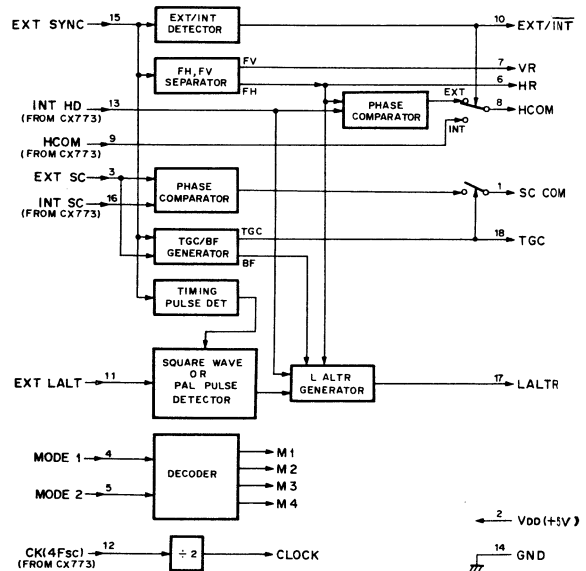 EXT SYNC 15
EXT/INT
DETECTOR
10 EXT/INT
FH, FV
SEPARATOR
FV
FH
7 VR
6 HR
INT HD 13
(FROM CX773)
PHASE
COMPARATOR
EXT
INT
8 HCOM
HCOM 9
(FROM CX773)
EXT SC 3
INT SC 16
(FROM CX773)
PHASE
COMPARATOR
1 SC COM
TGC/BF
GENERATOR
TGC
BF
18 TGC
TIMING
PULSE DET
EXT LALT 11
SQUARE WAVE
OR
PAL PULSE
DETECTOR
L ALTR
GENERATOR
17 LALTR
MODE 1 4
MODE 2 5
DECODER
M1
M2
M3
M4
CK(4FSC) 12
(FROM CX773)
÷2
CLOCK
2 VDD(+5V)
14 GND